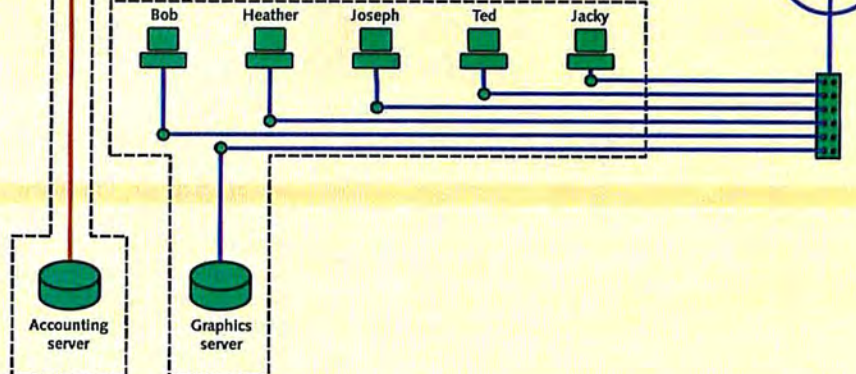 Bob Heather Joseph Ted Jacky
Accounting
server
Graphics
server